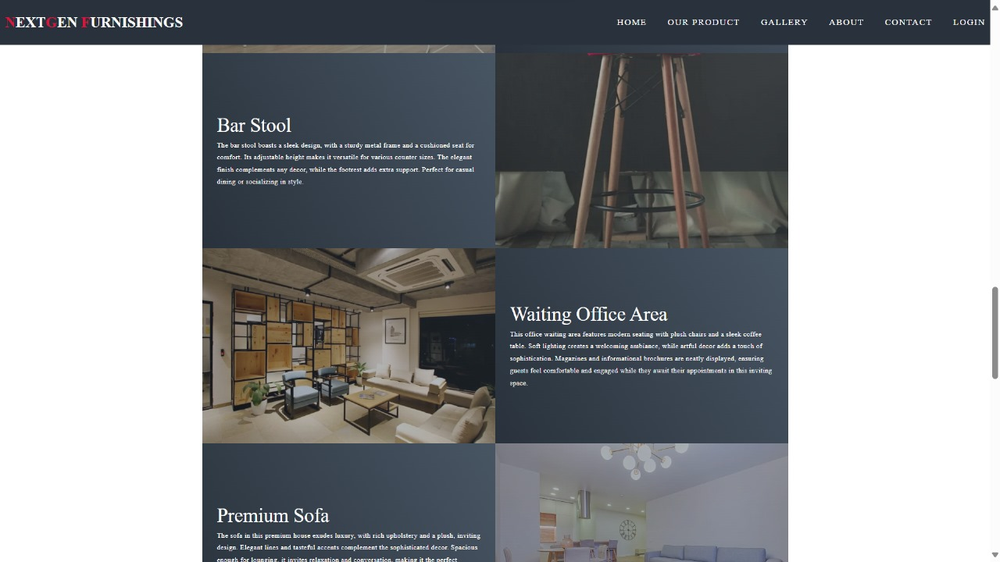 NEXTGEN FURNISHINGS
HOME OUR PRODUCT GALLERY ABOUT CONTACT LOGIN
Bar Stool
The bar stool boasts a sleek design, with a sturdy metal frame and a cushioned seat for
comfort. Its adjustable height makes it versatile for various counter sizes. The elegant
finish complements any decor, while the footrest adds extra support. Perfect for casual
dining or socializing in style.
Waiting Office Area
This office waiting area features modern seating with plush chairs and a sleek coffee
table. Soft lighting creates a welcoming ambiance, while artful decor adds a touch of
sophistication. Magazines and informational brochures are neatly displayed, ensuring
guests feel comfortable and engaged while they await their appointments in this inviting
space.
Premium Sofa
The sofa in this premium house exudes luxury, with rich upholstery and a plush, inviting
design. Elegant lines and tasteful accents complement the sophisticated decor. Spacious
enough for lounging, it invites relaxation and conversation, making it the perfect